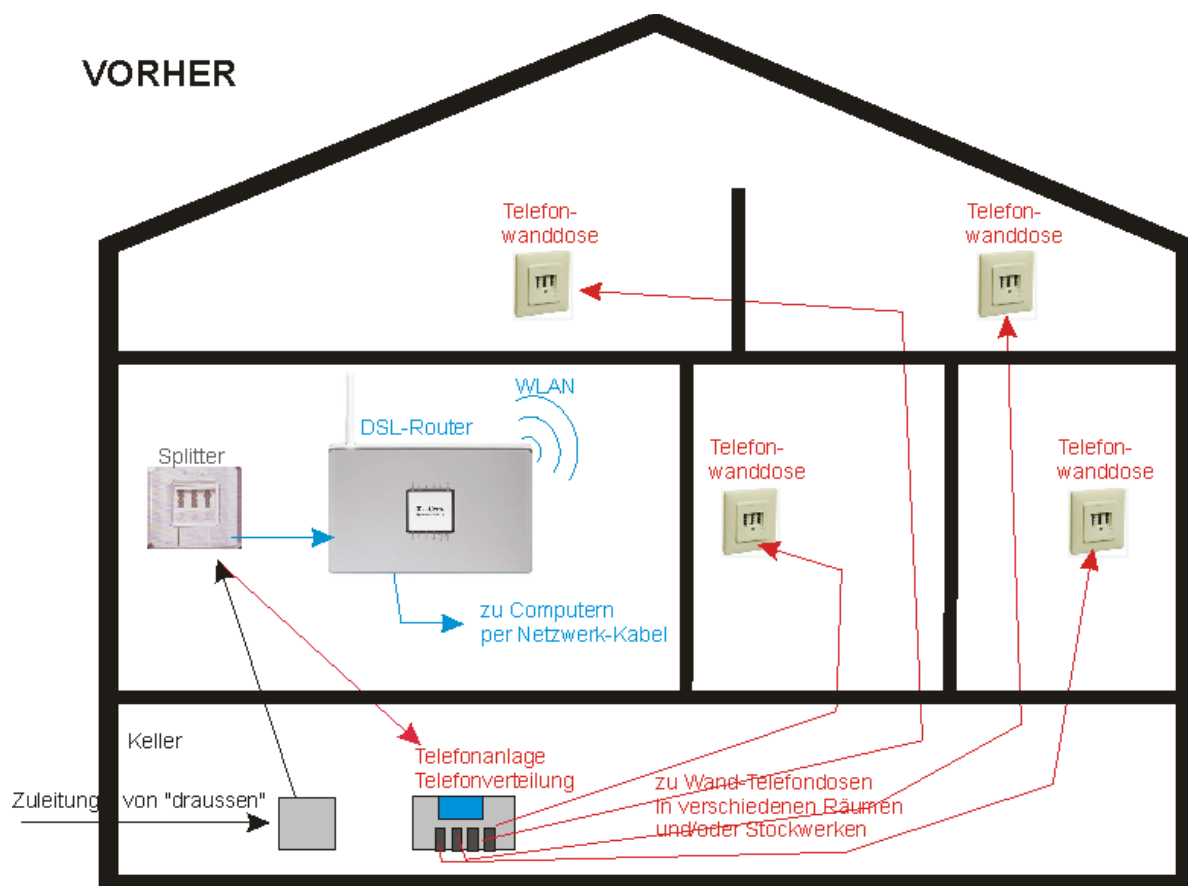 VORHER
Telefon-
wanddose
Telefon-
wanddose
WLAN
DSL-Router
Splitter
Telefon-
wanddose
Telefon-
wanddose
zu Computern
per Netzwerk-Kabel
Keller
Telefonanlage
Telefonverteilung
zu Wand-Telefondosen
in verschiedenen Räumen
und/oder Stockwerken
Zuleitung von "draussen"